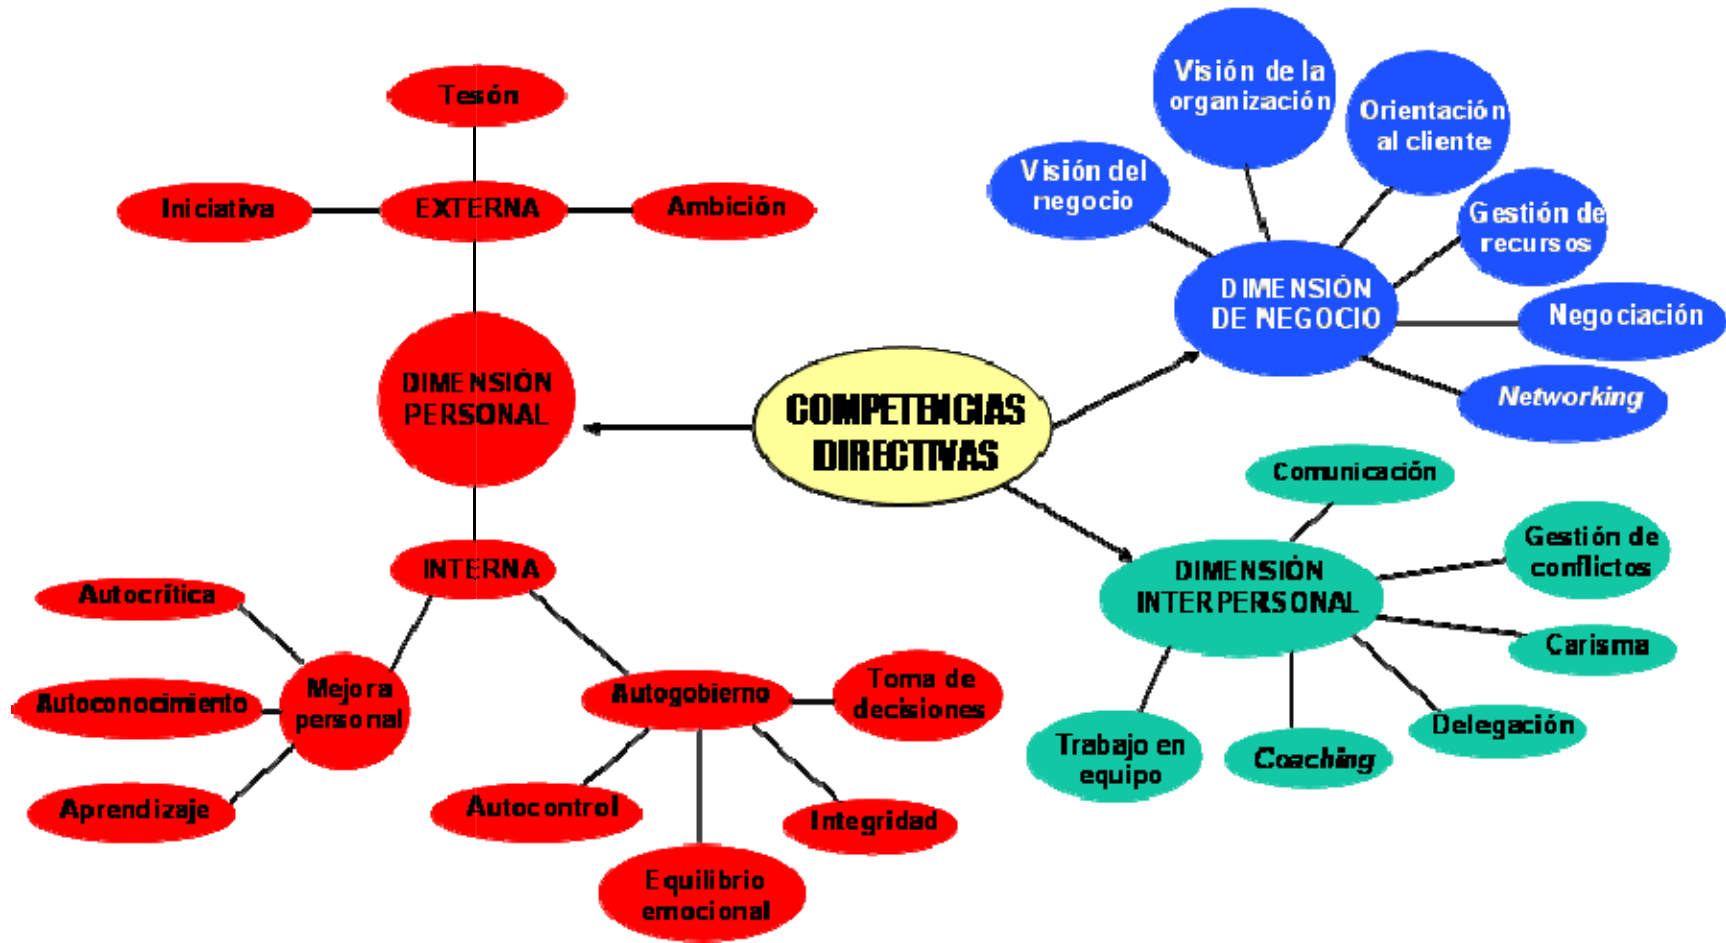 Tesón
Iniciativa
EXTERNA
Ambición
DIMENSIÓN
PERSONAL
INTERNA
Autocrítica
Autoconocimiento
Aprendizaje
Mejora
personal
Autogobierno
Toma de
decisiones
Autocontrol
Equilibrio
emocional
Integridad
COMPETENCIAS
DIRECTIVAS
Visión del
negocio
Visión de la
organización
Orientación
al cliente
Gestión de
recursos
DIMENSIÓN
DE NEGOCIO
Negociación
Networking
Comunicación
DIMENSIÓN
INTERPERSONAL
Gestión de
conflictos
Carisma
Delegación
Coaching
Trabajo en
equipo